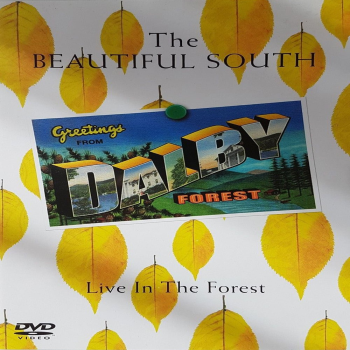 The
BEAUTIFUL SOUTH
Greetings
FROM
DALBY
FOREST
Live In The Forest
DVD
VIDEO